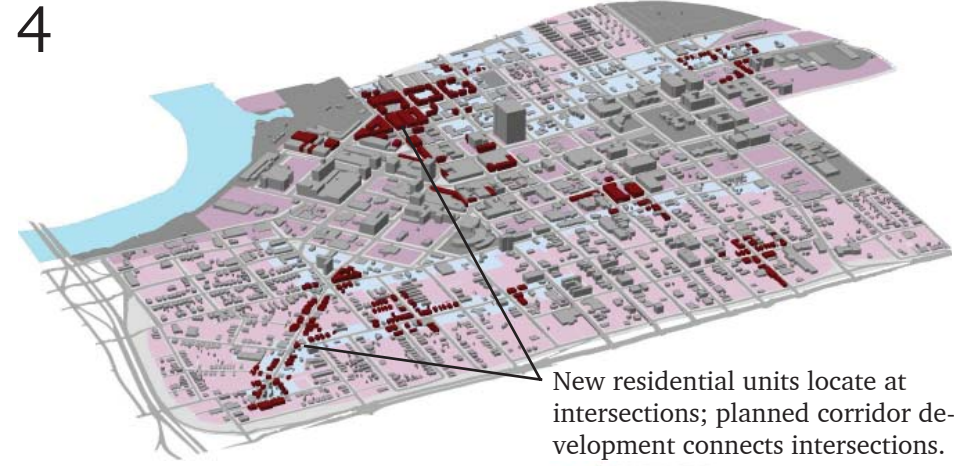 4
New residential units locate at
intersections; planned corridor de-
velopment connects intersections.